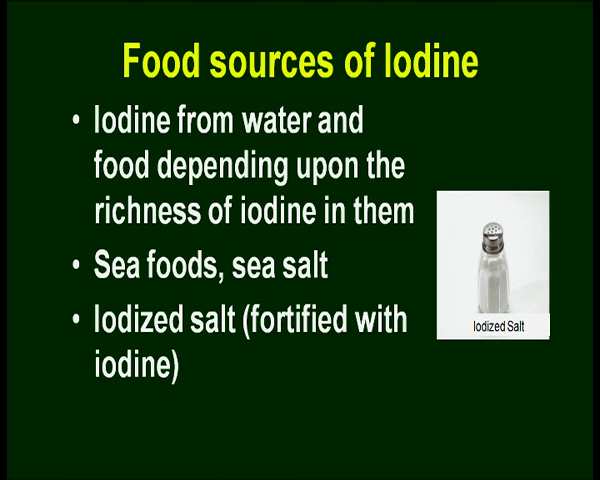 Food sources of Iodine
• Iodine from water and
food depending upon the
richness of iodine in them
• Sea foods, sea salt
• Iodized salt (fortified with
iodine)
Iodized Salt